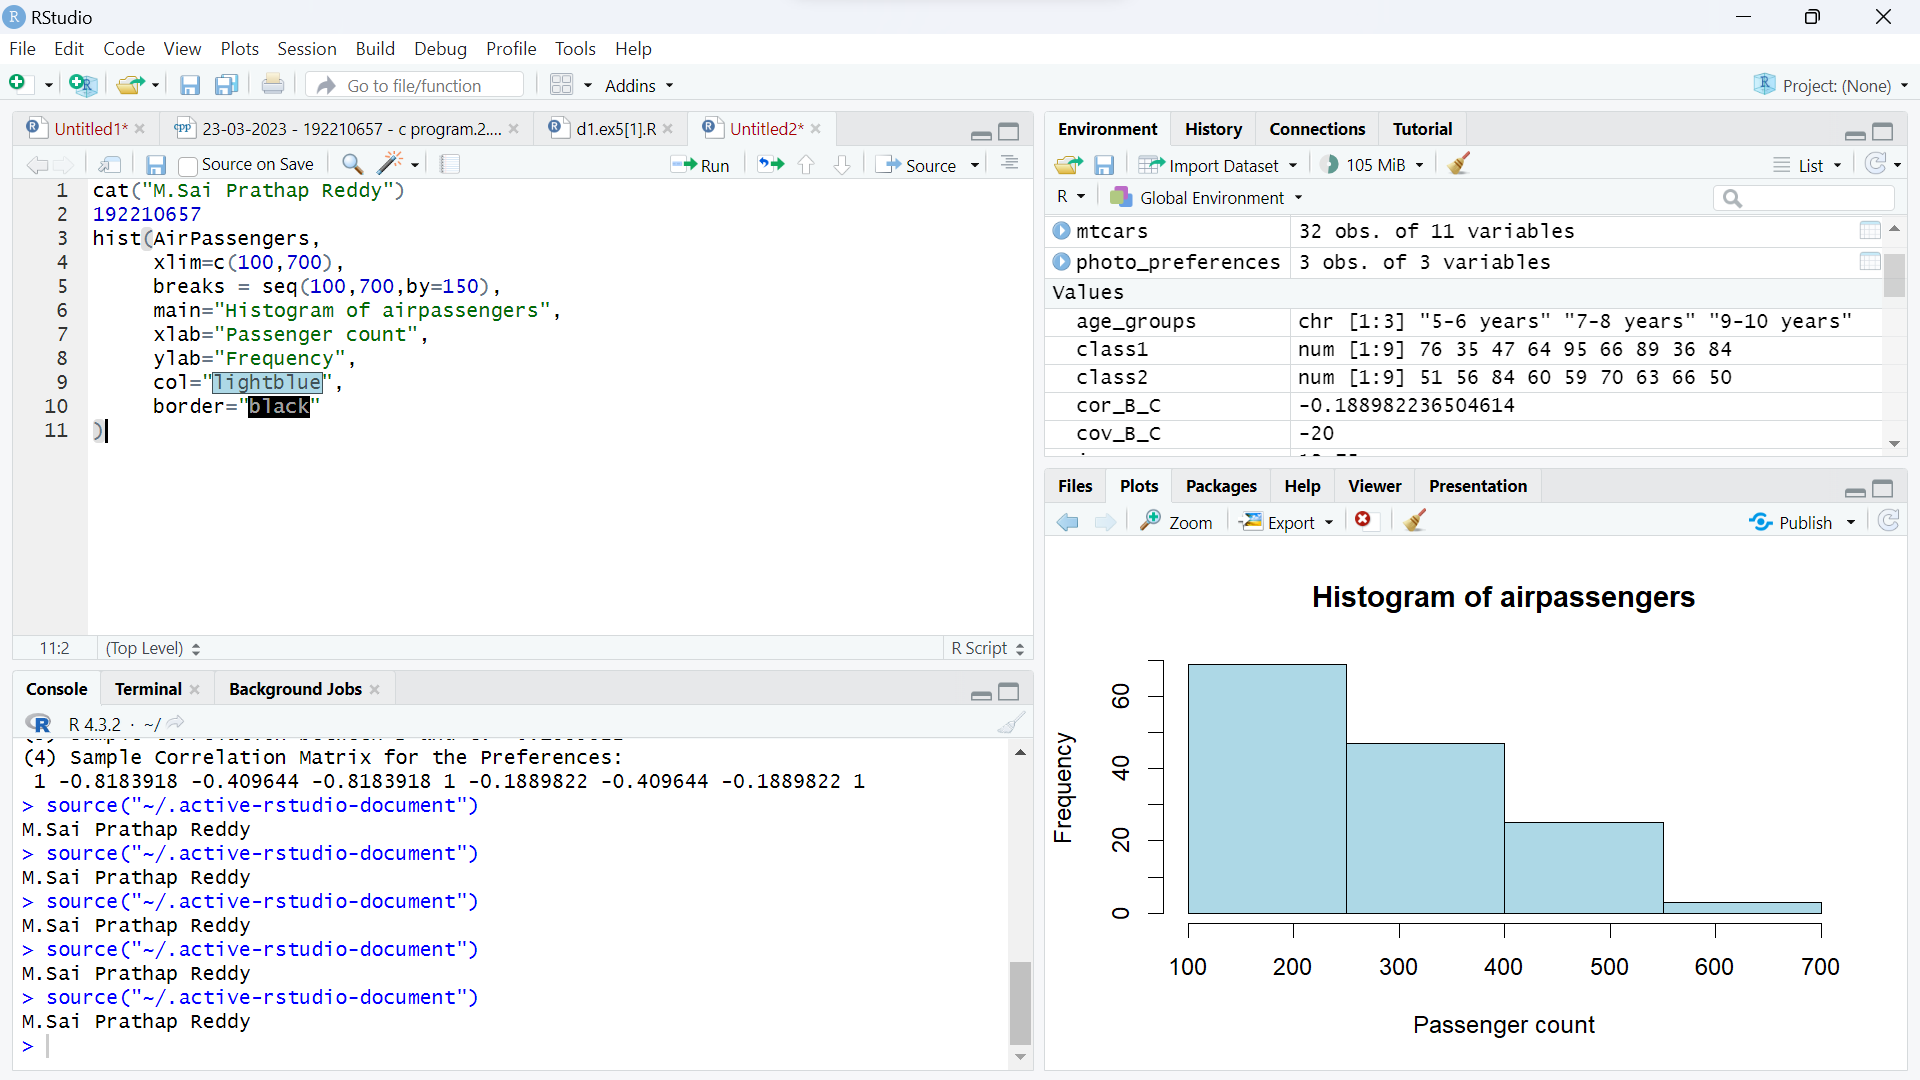 RStudio
File Edit Code View Plots Session Build Debug Profile Tools Help
Go to file/function Addins Project: (None)
Untitled1* 23-03-2023 - 192210657 - c program.2.... d1.ex5[1].R Untitled2*
Source on Save Run Source
1 cat("M.Sai Prathap Reddy")
2 192210657
3 hist(AirPassengers,
4 xlim=c(100,700),
5 breaks = seq(100,700,by=150),
6 main="Histogram of airpassengers",
7 xlab="Passenger count",
8 ylab="Frequency",
9 col="lightblue",
10 border="black"
11 )
11:2 (Top Level) R Script
Console Terminal Background Jobs
R 4.3.2 · ~/
(4) Sample Correlation Matrix for the Preferences:
1 -0.8183918 -0.409644 -0.8183918 1 -0.1889822 -0.409644 -0.1889822 1
> source("~/.active-rstudio-document")
M.Sai Prathap Reddy
> source("~/.active-rstudio-document")
M.Sai Prathap Reddy
> source("~/.active-rstudio-document")
M.Sai Prathap Reddy
> source("~/.active-rstudio-document")
M.Sai Prathap Reddy
> source("~/.active-rstudio-document")
M.Sai Prathap Reddy
>
Environment History Connections Tutorial
Import Dataset 105 MiB List
R Global Environment
mtcars 32 obs. of 11 variables
photo_preferences 3 obs. of 3 variables
Values
age_groups chr [1:3] "5-6 years" "7-8 years" "9-10 years"
class1 num [1:9] 76 35 47 64 95 66 89 36 84
class2 num [1:9] 51 56 84 60 59 70 63 66 50
cor_B_C -0.188982236504614
cov_B_C -20
Files Plots Packages Help Viewer Presentation
Zoom Export Publish
Histogram of airpassengers
Frequency
60
40
20
0
100 200 300 400 500 600 700
Passenger count